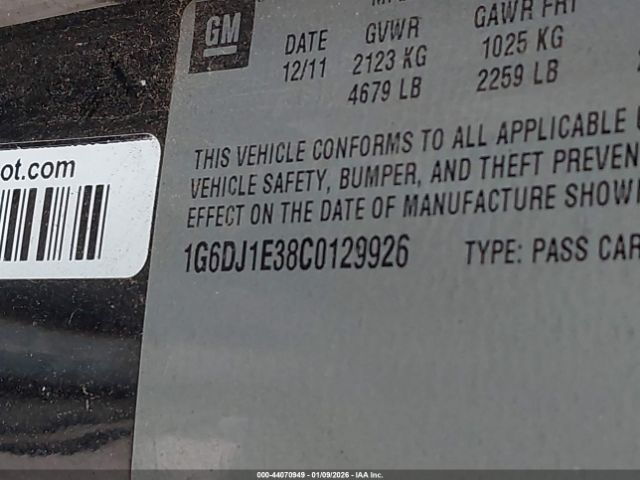 GM
DATE GVWR GAWR FRT
12/11 2123 KG 1025 KG
4679 LB 2259 LB
THIS VEHICLE CONFORMS TO ALL APPLICABLE
VEHICLE SAFETY, BUMPER, AND THEFT PREVEN
EFFECT ON THE DATE OF MANUFACTURE SHOW
1G6DJ1E38C0129926 TYPE: PASS CAR
ot.com
000-44070949 - 01/09/2026 - IAA Inc.